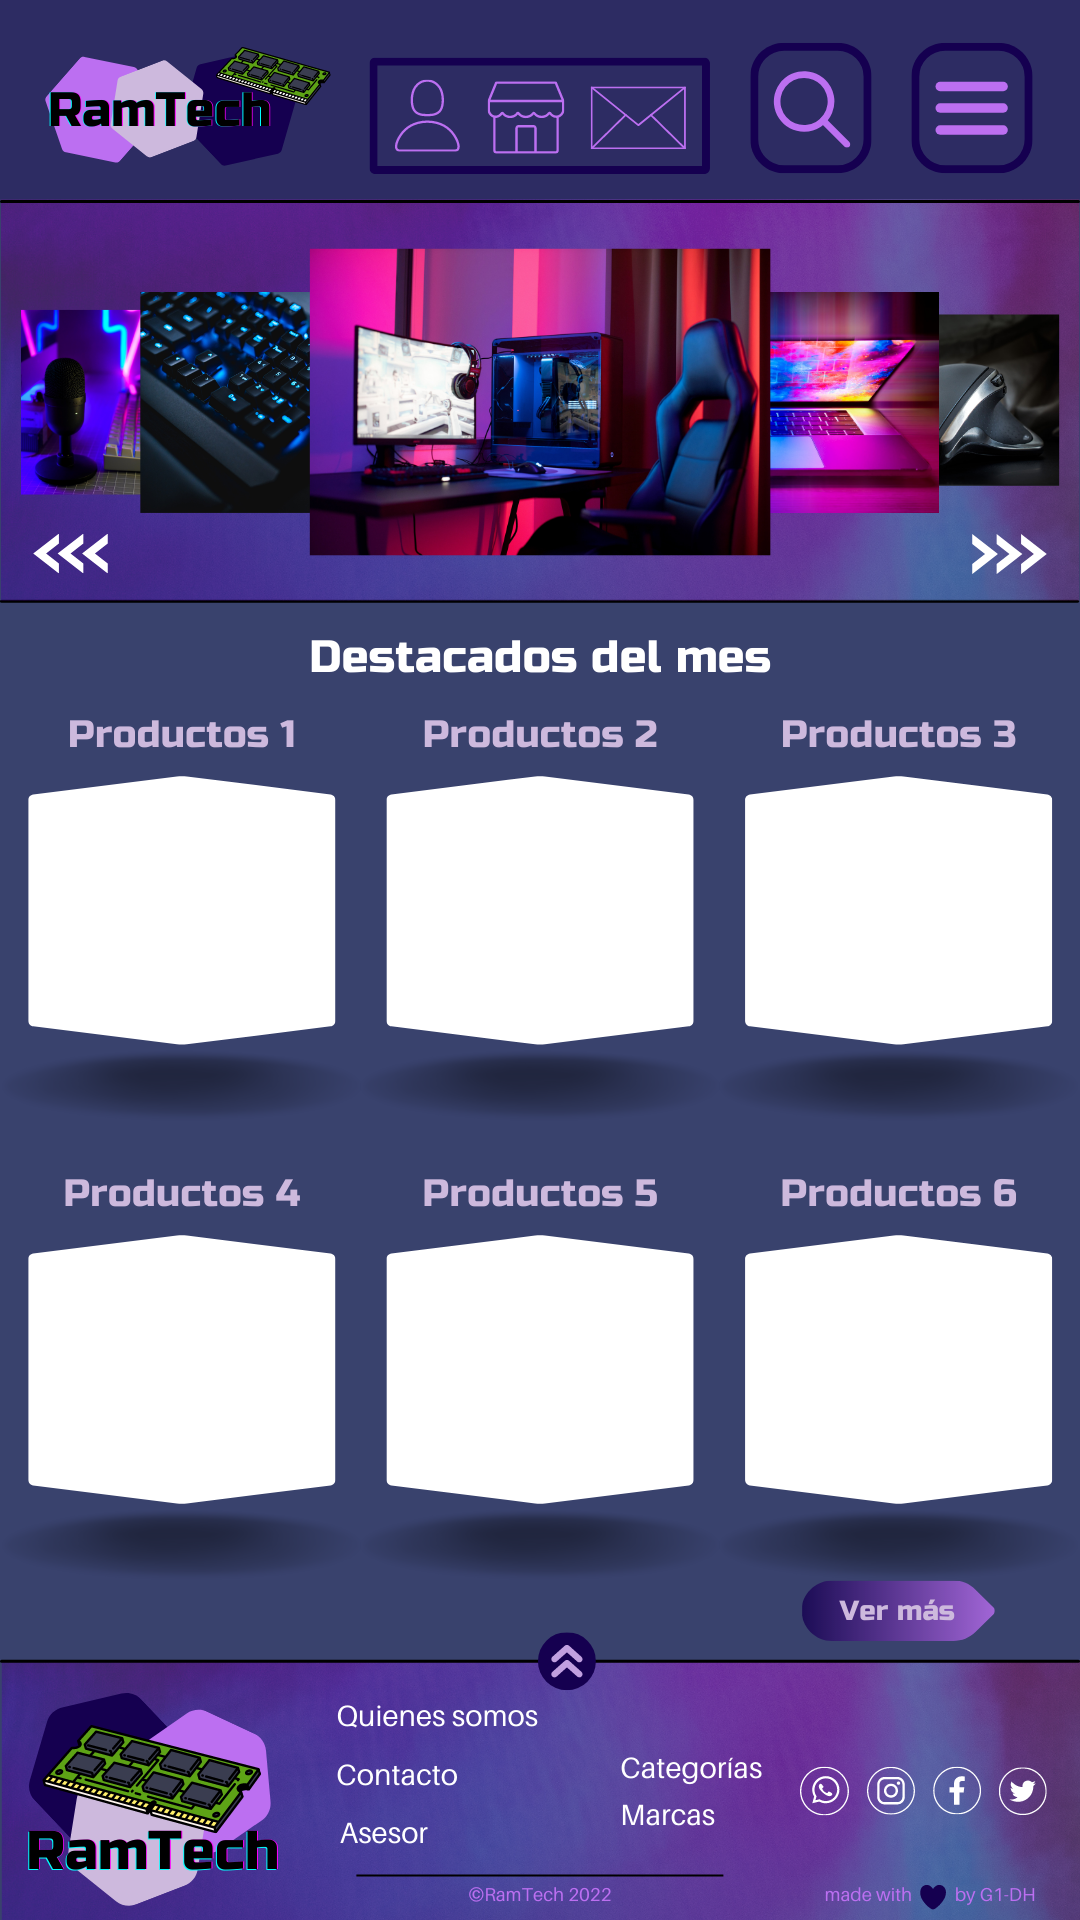 RamTech
Destacados del mes
Productos 1
Productos 2
Productos 3
Productos 4
Productos 5
Productos 6
Ver más
Quienes somos
Contacto
Asesor
Categorías
Marcas
RamTech
©RamTech 2022
made with by G1-DH